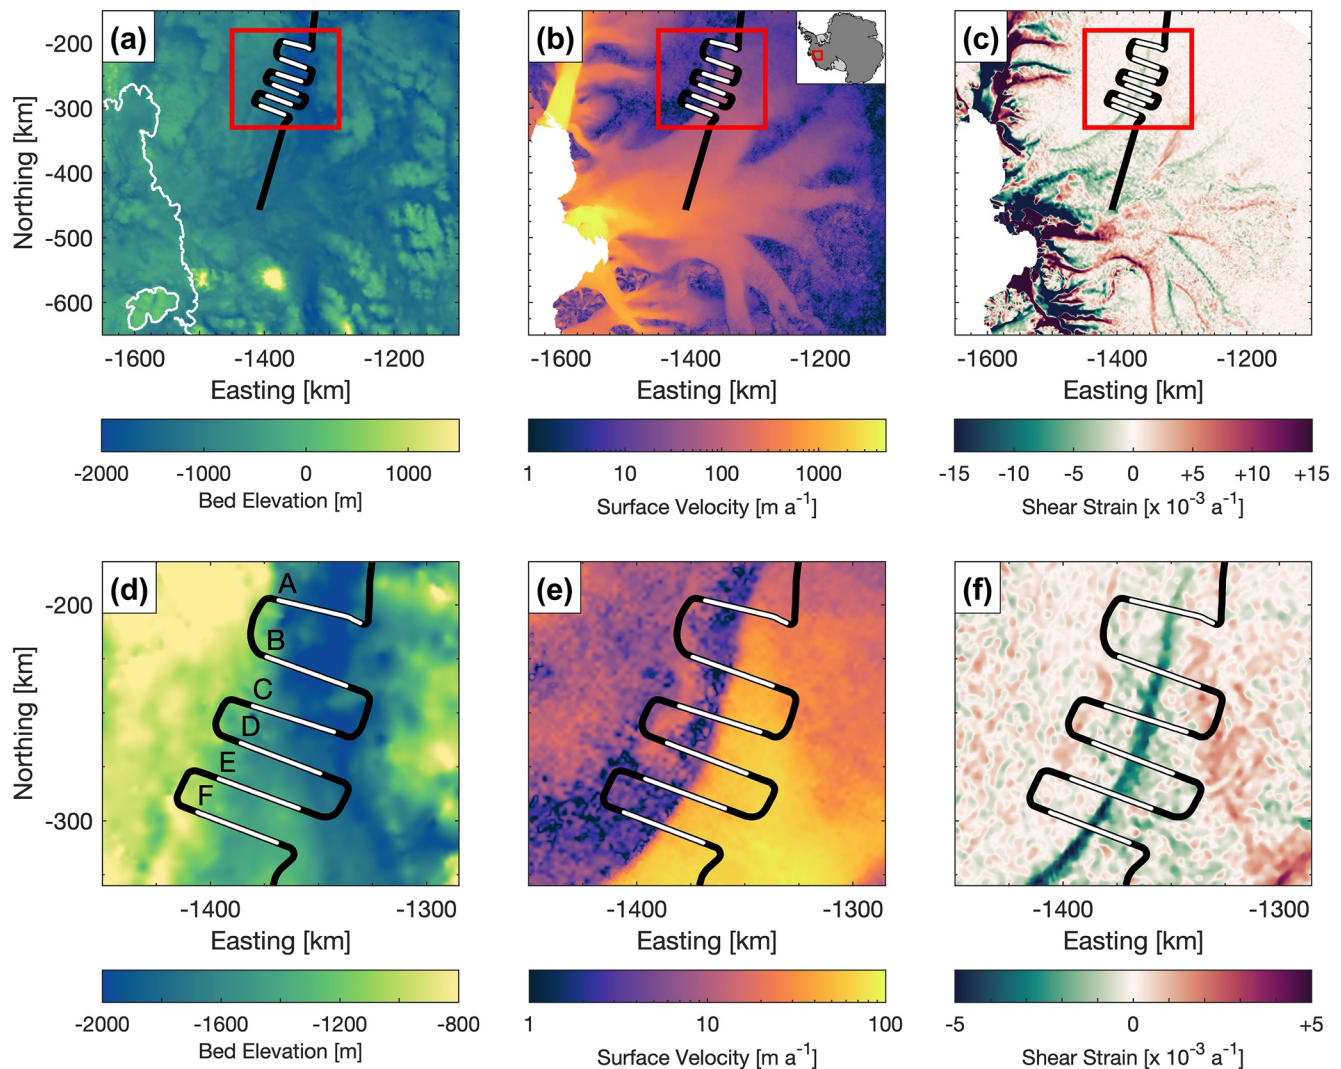 (a)
(b)
(c)
-200
-300
-400
-500
-600
Northing [km]
-1600 -1400 -1200
-1600 -1400 -1200
-1600 -1400 -1200
Easting [km]
Easting [km]
Easting [km]
-2000 -1000 0 1000
1 10 100 1000
-15 -10 -5 0 +5 +10 +15
Bed Elevation [m]
Surface Velocity [m a⁻¹]
Shear Strain [x 10⁻³ a⁻¹]
(d)
(e)
(f)
A
B
C
D
E
F
-200
-300
Northing [km]
-1400 -1300
-1400 -1300
-1400 -1300
Easting [km]
Easting [km]
Easting [km]
-2000 -1600 -1200 -800
1 10 100
-5 0 +5
Bed Elevation [m]
Surface Velocity [m a⁻¹]
Shear Strain [x 10⁻³ a⁻¹]